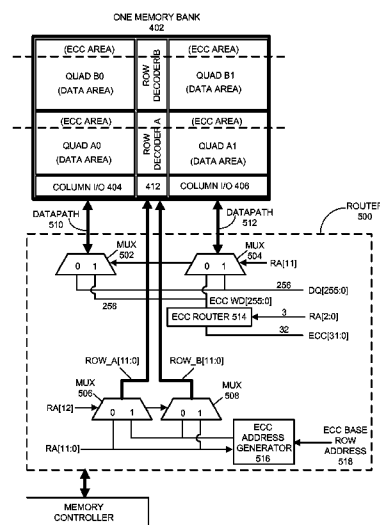 ONE MEMORY BANK
402
(ECC AREA) (ECC AREA)
QUAD B0
(DATA AREA)
ROW
DECODER B
QUAD B1
(DATA AREA)
(ECC AREA) (ECC AREA)
QUAD A0
(DATA AREA)
ROW
DECODER A
QUAD A1
(DATA AREA)
COLUMN I/O 404 412 COLUMN I/O 406
DATAPATH
510
DATAPATH
512
ROUTER
500
MUX
502
MUX
504
0 1 0 1
RA[11]
256 DQ[255:0]
256 ECC WD[255:0]
ECC ROUTER 514
3 RA[2:0]
32 ECC[31:0]
ROW_A[11:0] ROW_B[11:0]
MUX
506
MUX
508
RA[12]
0 1 0 1
RA[11:0]
ECC
ADDRESS
GENERATOR
516
ECC BASE
ROW
ADDRESS
518
MEMORY
CONTROLLER